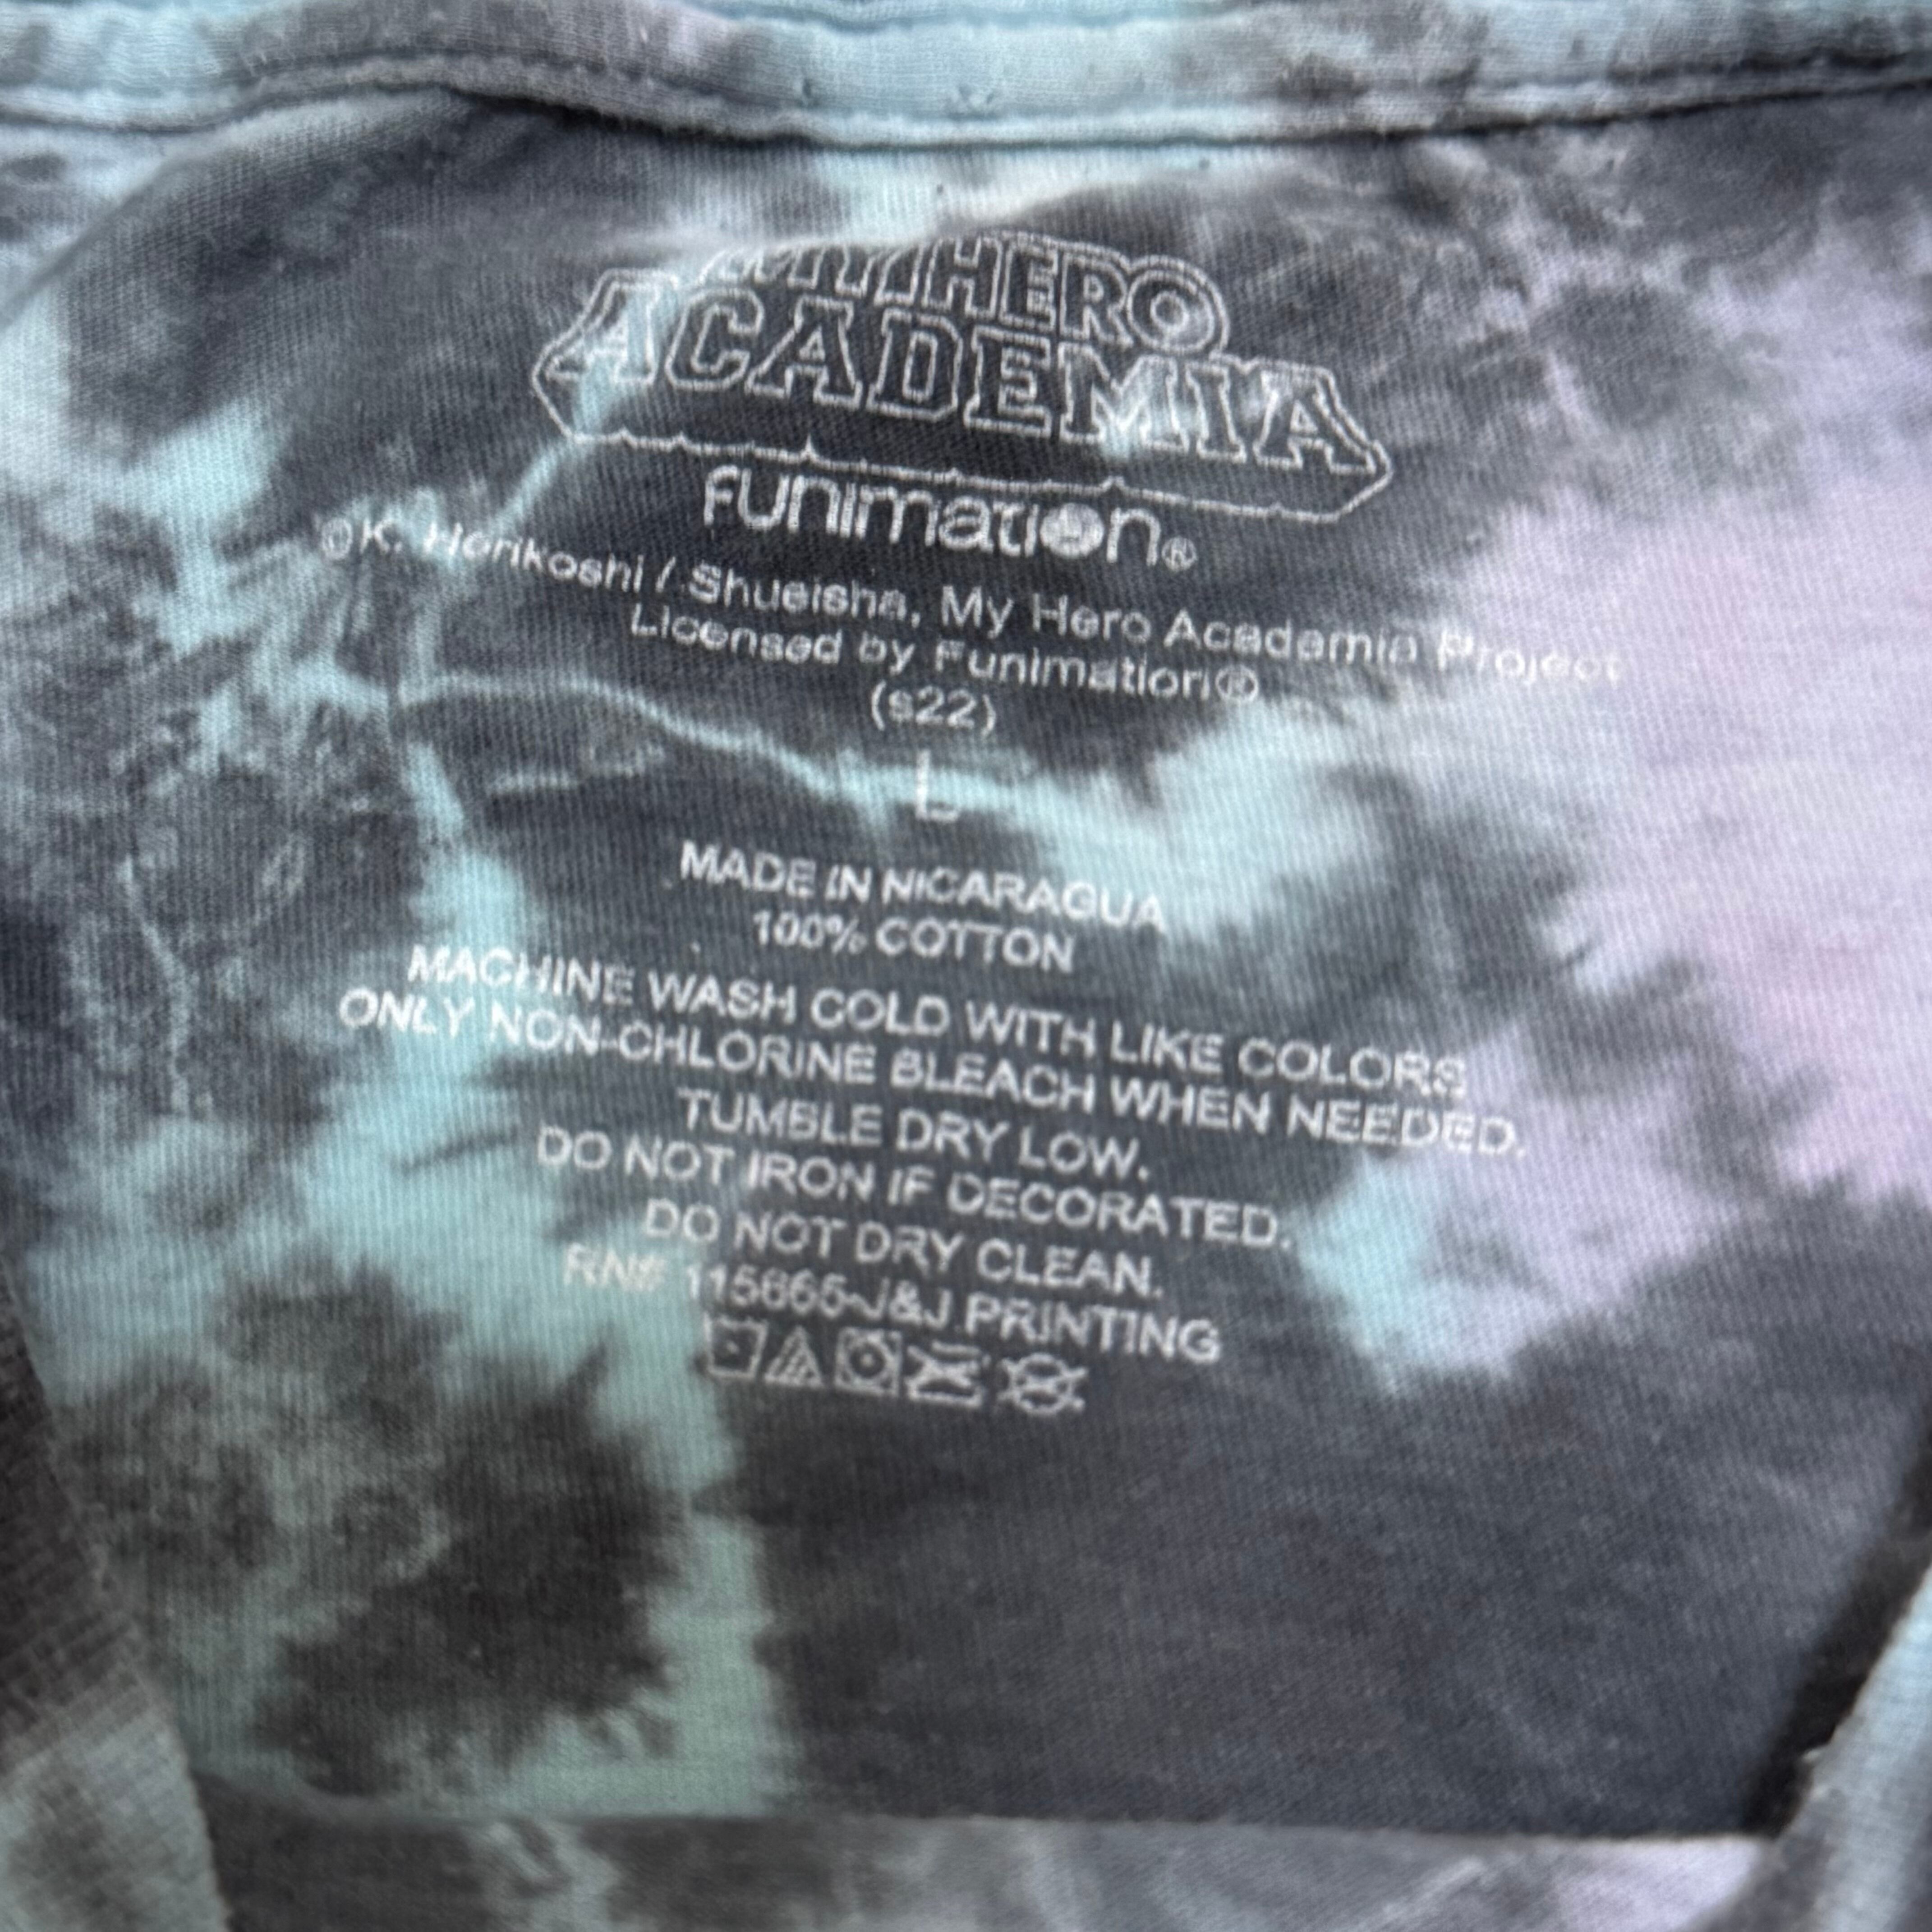 MY HERO
ACADEMIA
FUNIMATION®
©K. Horikoshi / Shueisha, My Hero Academia Project
Licensed by Funimation®
(s22)
L
MADE IN NICARAGUA
100% COTTON
MACHINE WASH COLD WITH LIKE COLORS
ONLY NON-CHLORINE BLEACH WHEN NEEDED.
TUMBLE DRY LOW.
DO NOT IRON IF DECORATED.
DO NOT DRY CLEAN.
RN# 115665-J&J PRINTING